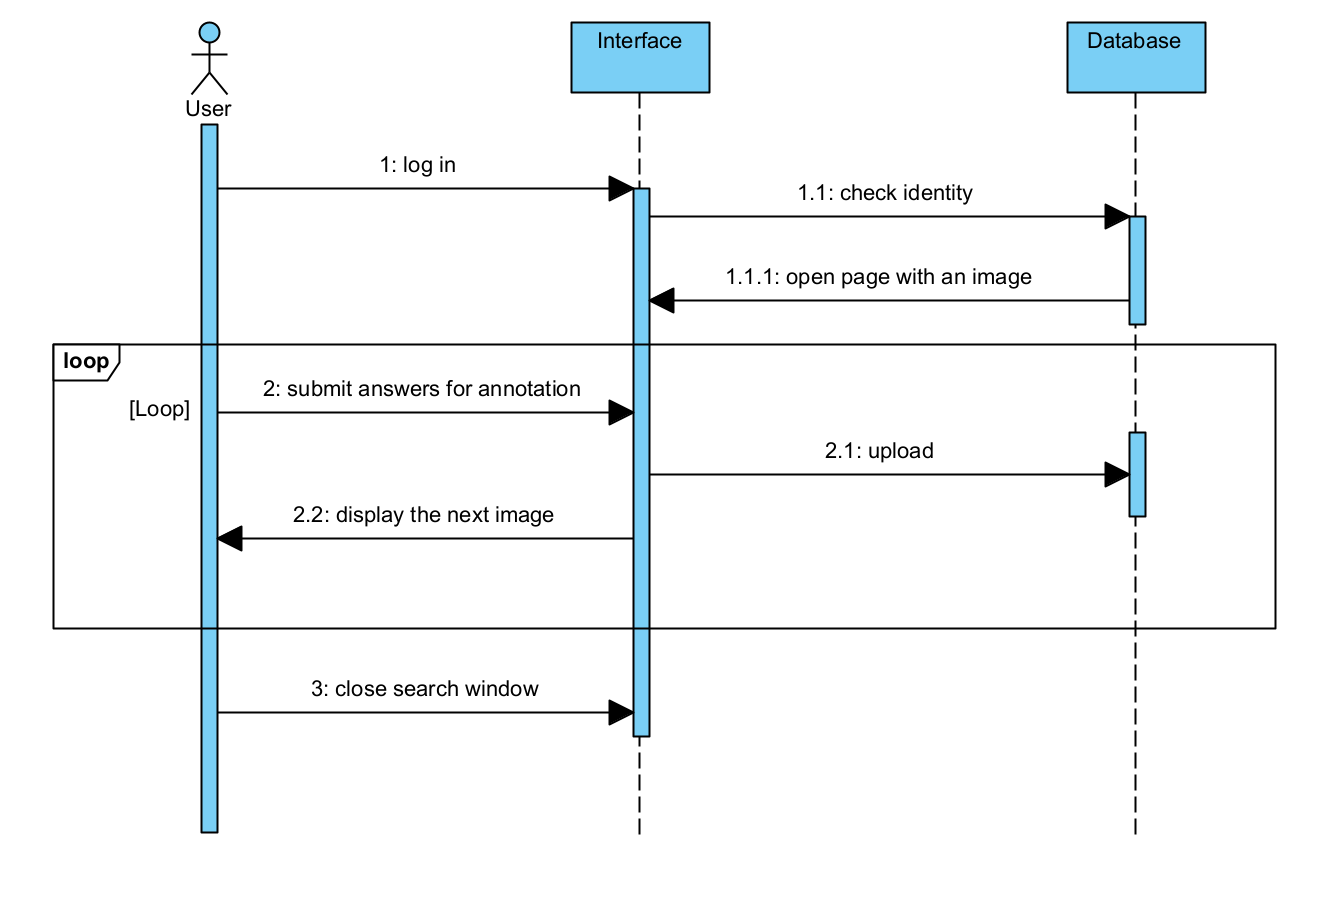 User
Interface
Database
1: log in
1.1: check identity
1.1.1: open page with an image
loop
[Loop]
2: submit answers for annotation
2.1: upload
2.2: display the next image
3: close search window